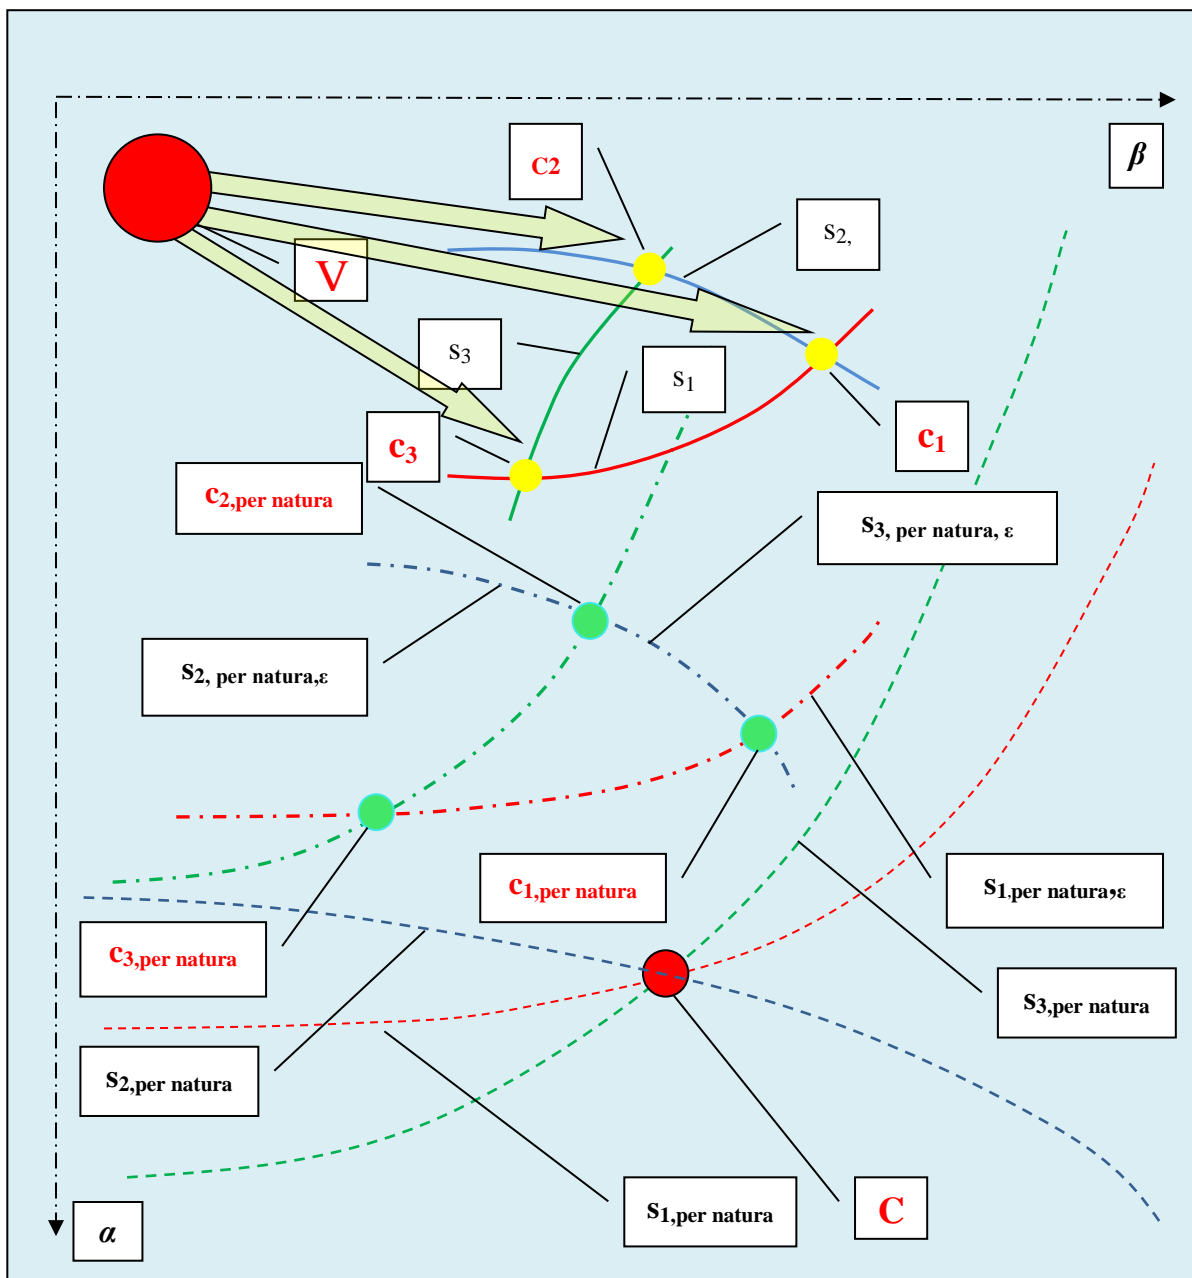 β
C2
s2,
V
s3
s1
c3
c1
c2,per natura
s3, per natura, ε
s2, per natura,ε
c1,per natura
s1,per natura,ε
c3,per natura
s3,per natura
s2,per natura
s1,per natura
C
α